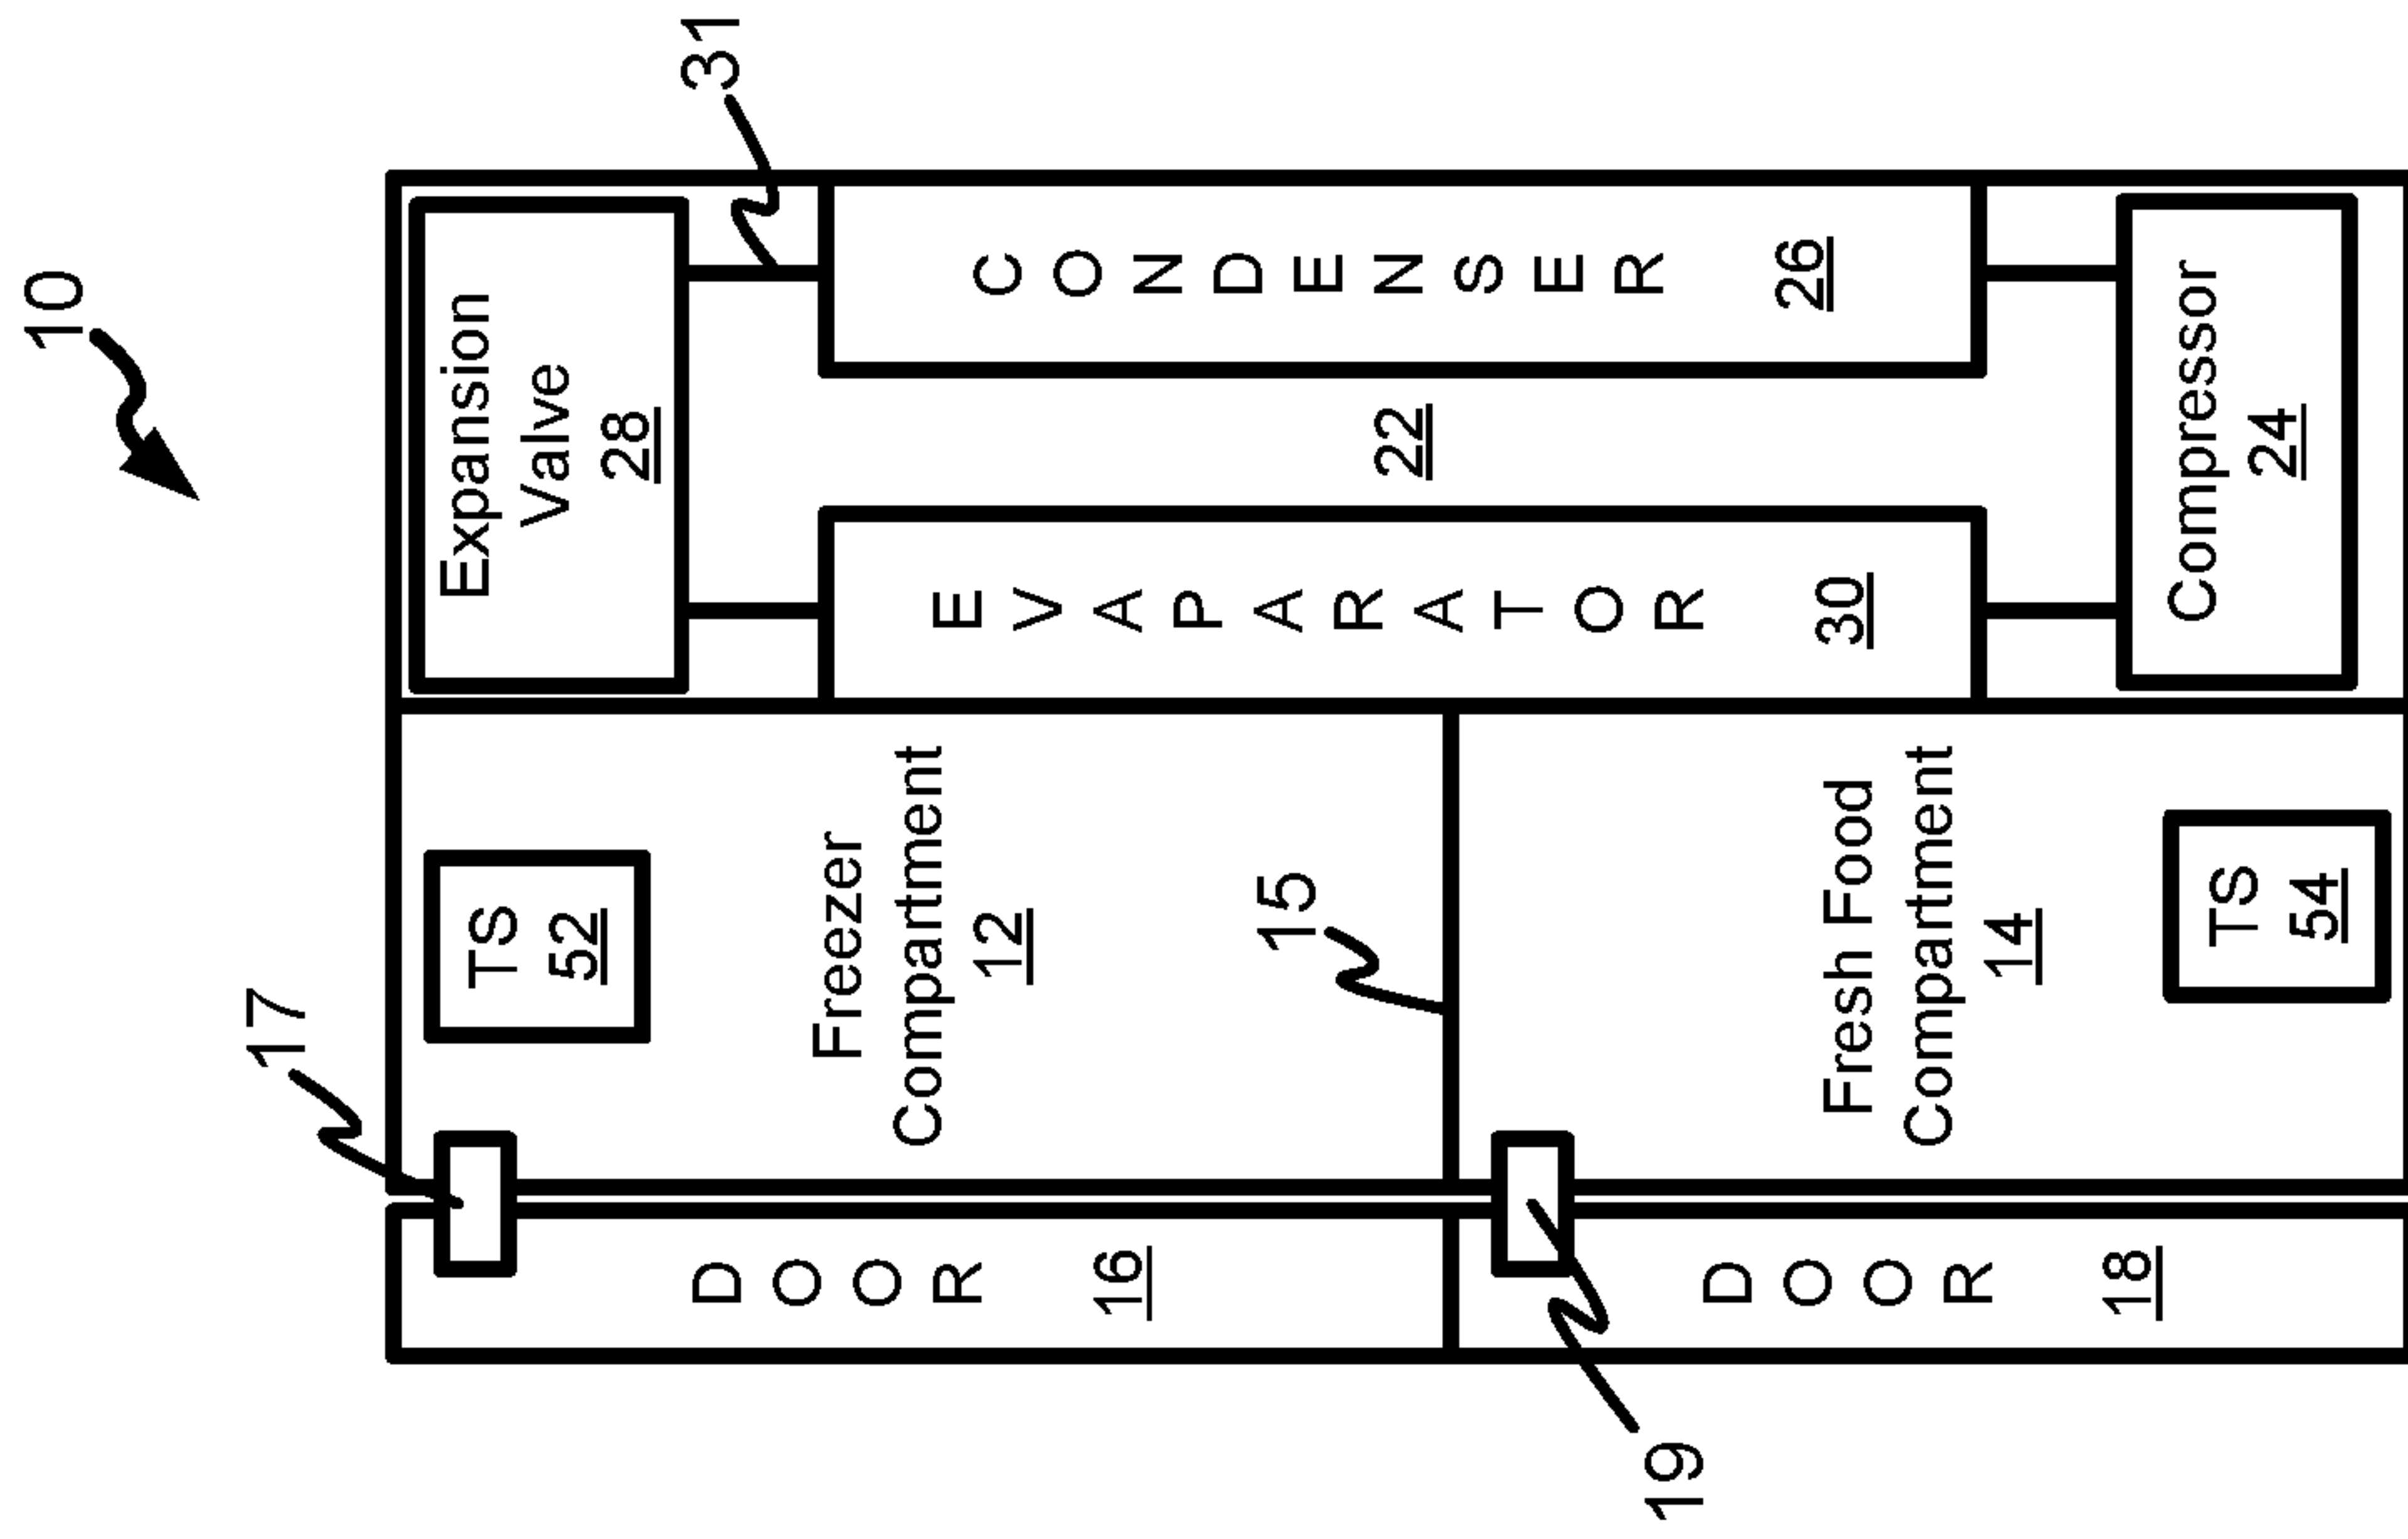 10
17
31
Expansion
Valve
28
TS
52
DOOR
16
Freezer
Compartment
12
EVAPARATOR
30
CONDENSER
26
22
15
19
DOOR
18
Fresh Food
Compartment
14
TS
54
Compressor
24